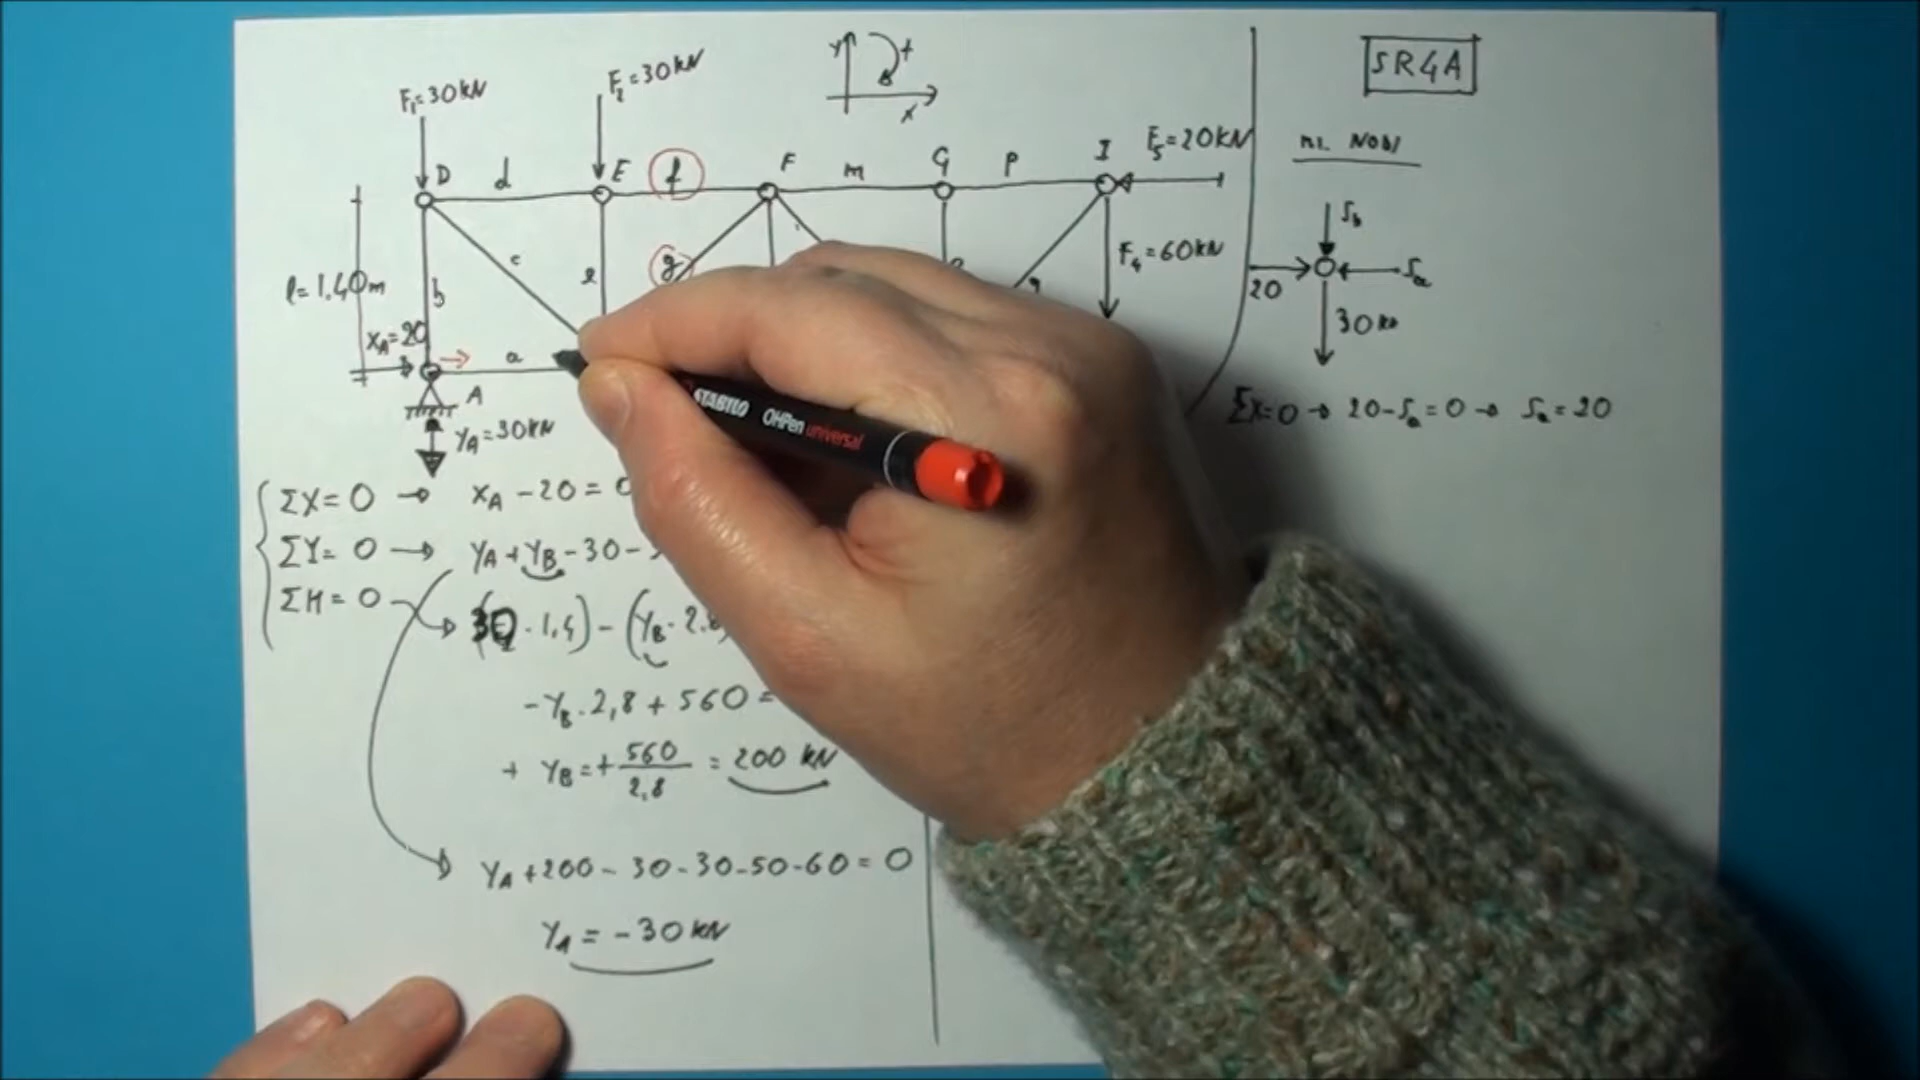 SR4A
F₁=30KN
F₂=30KN
Y
+
X
D
d
E
f
F
m
G
p
I
F₅=20KN
m. NODI
l=1,40m
b
c
e
g
F₄=60KN
Sb
20
Sa
30KN
XA=20
a
A
YA=30KN
ΣX=0 → 20-Sa=0 → Sa=20
STABILO OHPen universal
ΣX=0 → XA-20=0
ΣY=0 → YA+YB-30-
ΣM=0 → (30·1,4)-(YB·2,8
-YB·2,8+560=
+ YB=+560/2,8=200 KN
YA+200-30-30-50-60=0
YA=-30KN